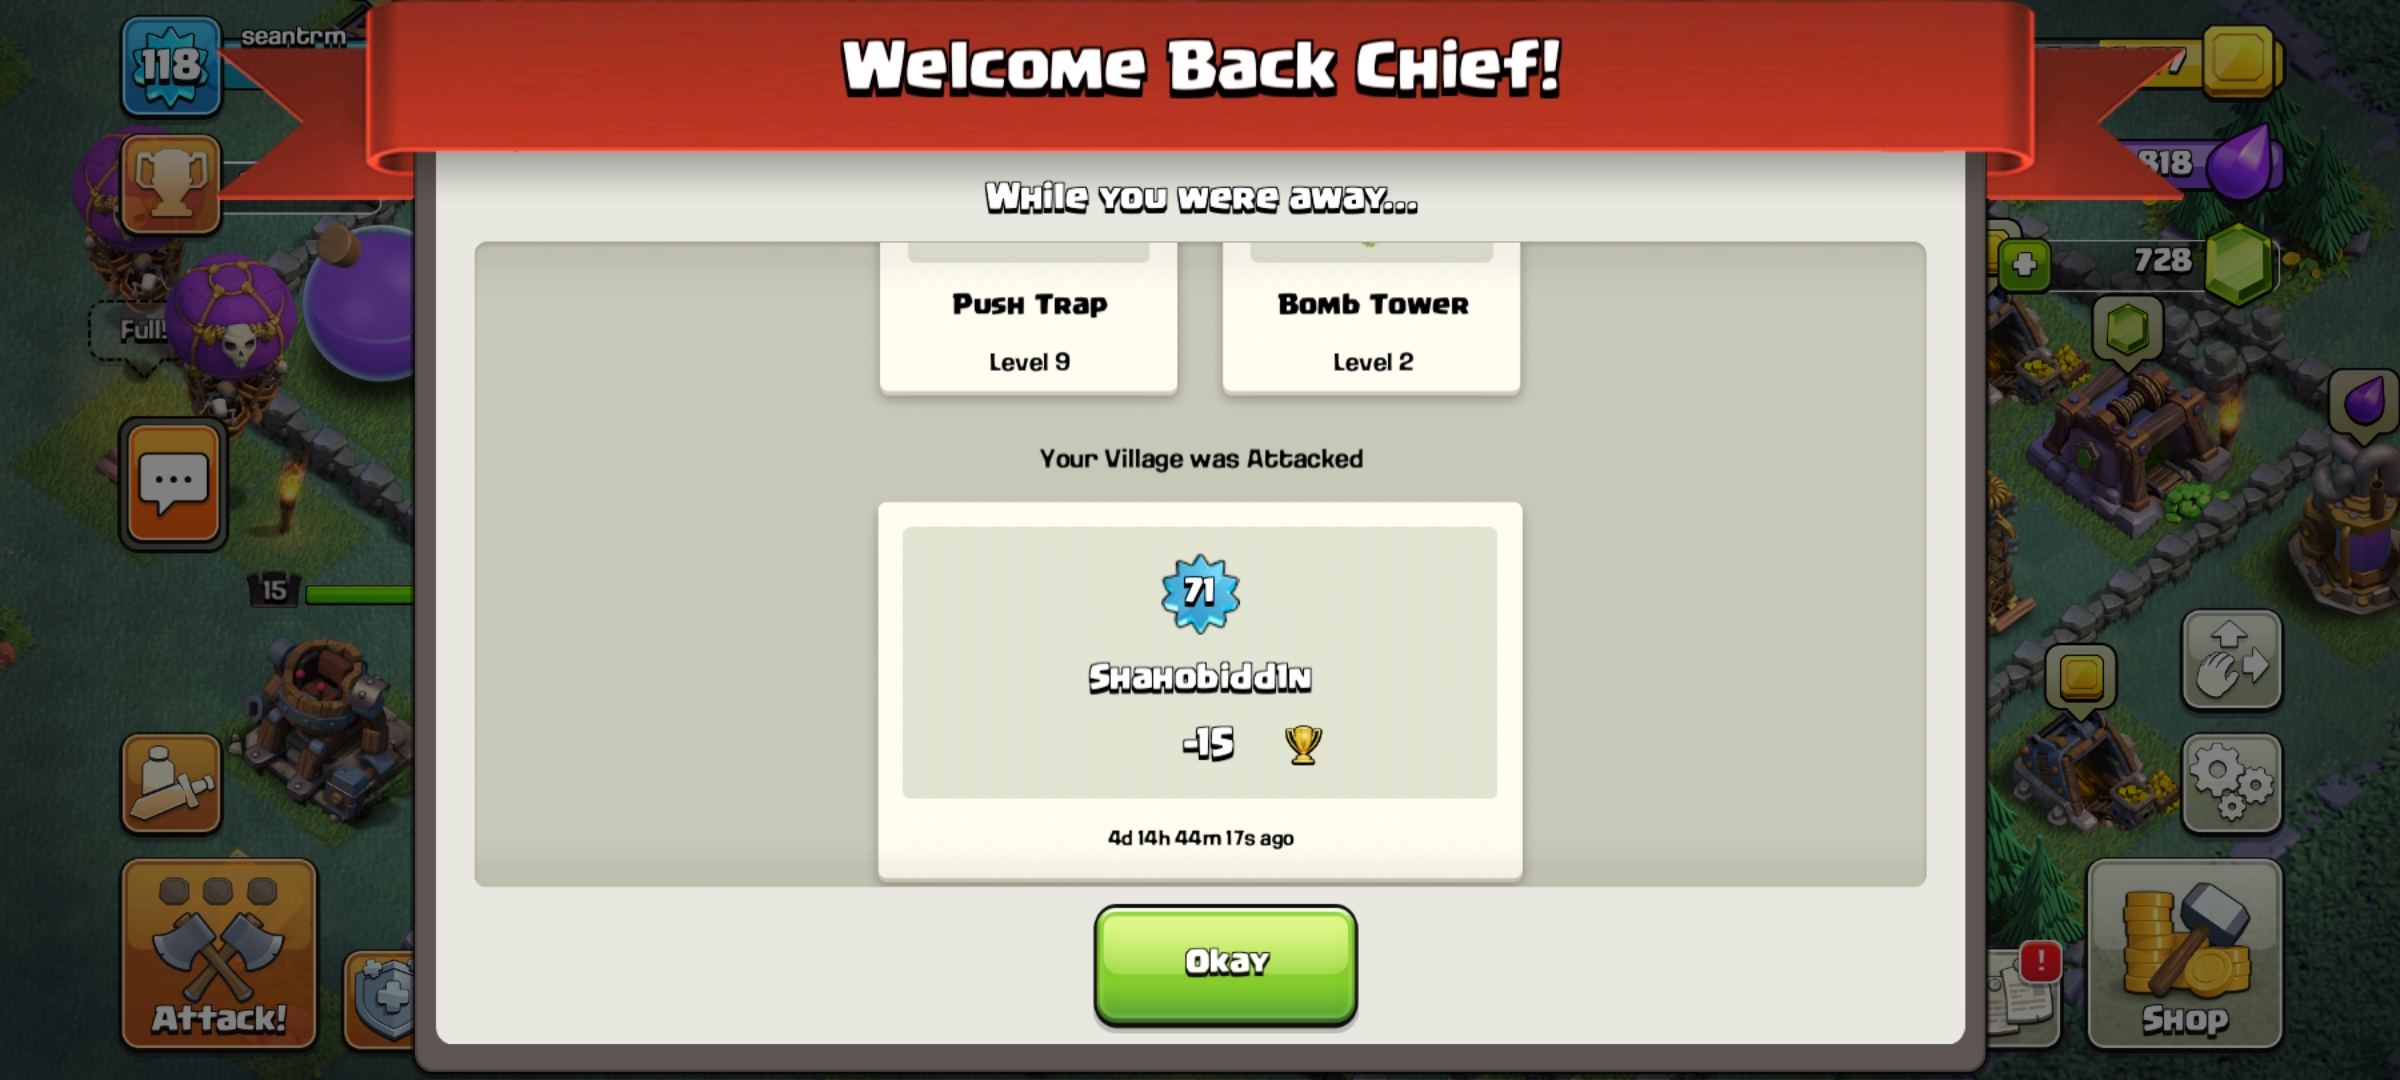 Welcome Back Chief!
118
seantrm
While you were away...
818
728
Full!
Push Trap
Level 9
Bomb Tower
Level 2
Your Village was Attacked
15
71
Shahobidd1n
-15
4d 14h 44m 17s ago
Okay
Attack!
!
Shop